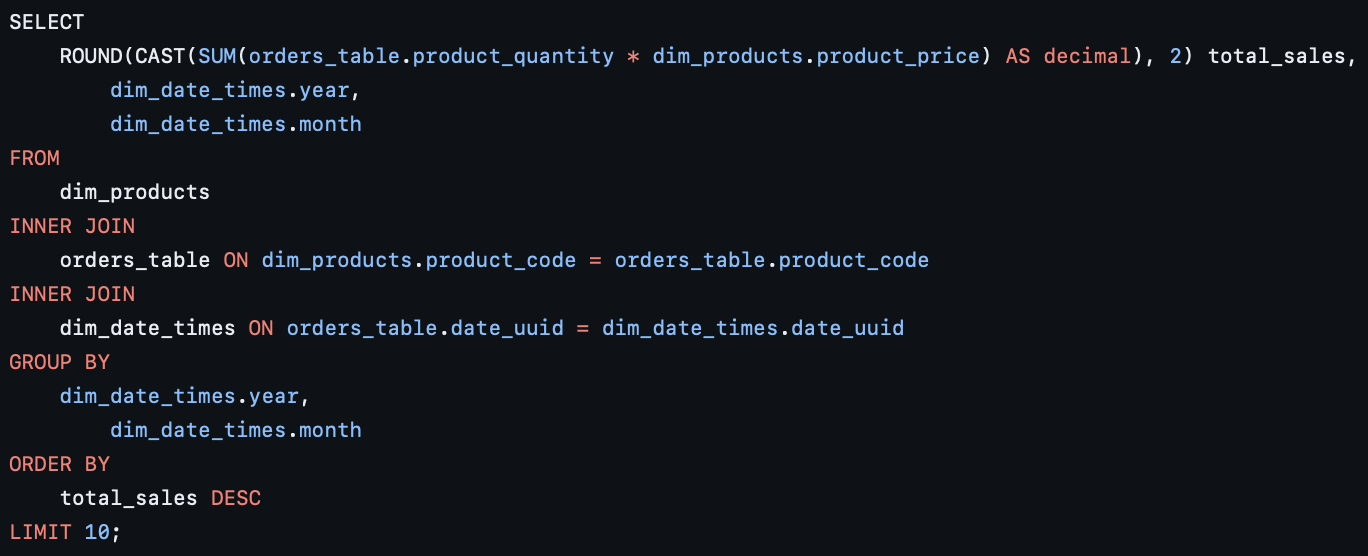 SELECT
    ROUND(CAST(SUM(orders_table.product_quantity * dim_products.product_price) AS decimal), 2) total_sales,
        dim_date_times.year,
        dim_date_times.month
FROM
    dim_products
INNER JOIN
    orders_table ON dim_products.product_code = orders_table.product_code
INNER JOIN
    dim_date_times ON orders_table.date_uuid = dim_date_times.date_uuid
GROUP BY
    dim_date_times.year,
        dim_date_times.month
ORDER BY
    total_sales DESC
LIMIT 10;